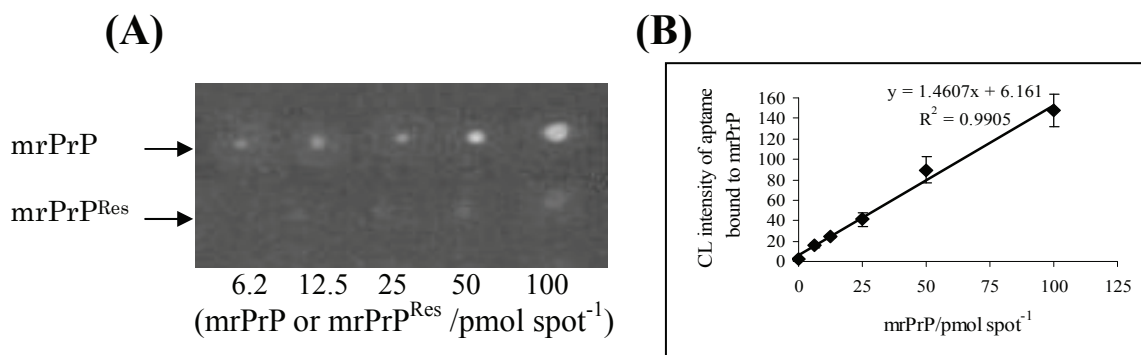 (A)
mrPrP
mrPrP^Res
6.2 12.5 25 50 100
(mrPrP or mrPrP^Res /pmol spot^-1)
(B)
CL intensity of aptame
bound to mrPrP
160
140
120
100
80
60
40
20
0
y = 1.4607x + 6.161
R^2 = 0.9905
0 25 50 75 100 125
mrPrP/pmol spot^-1